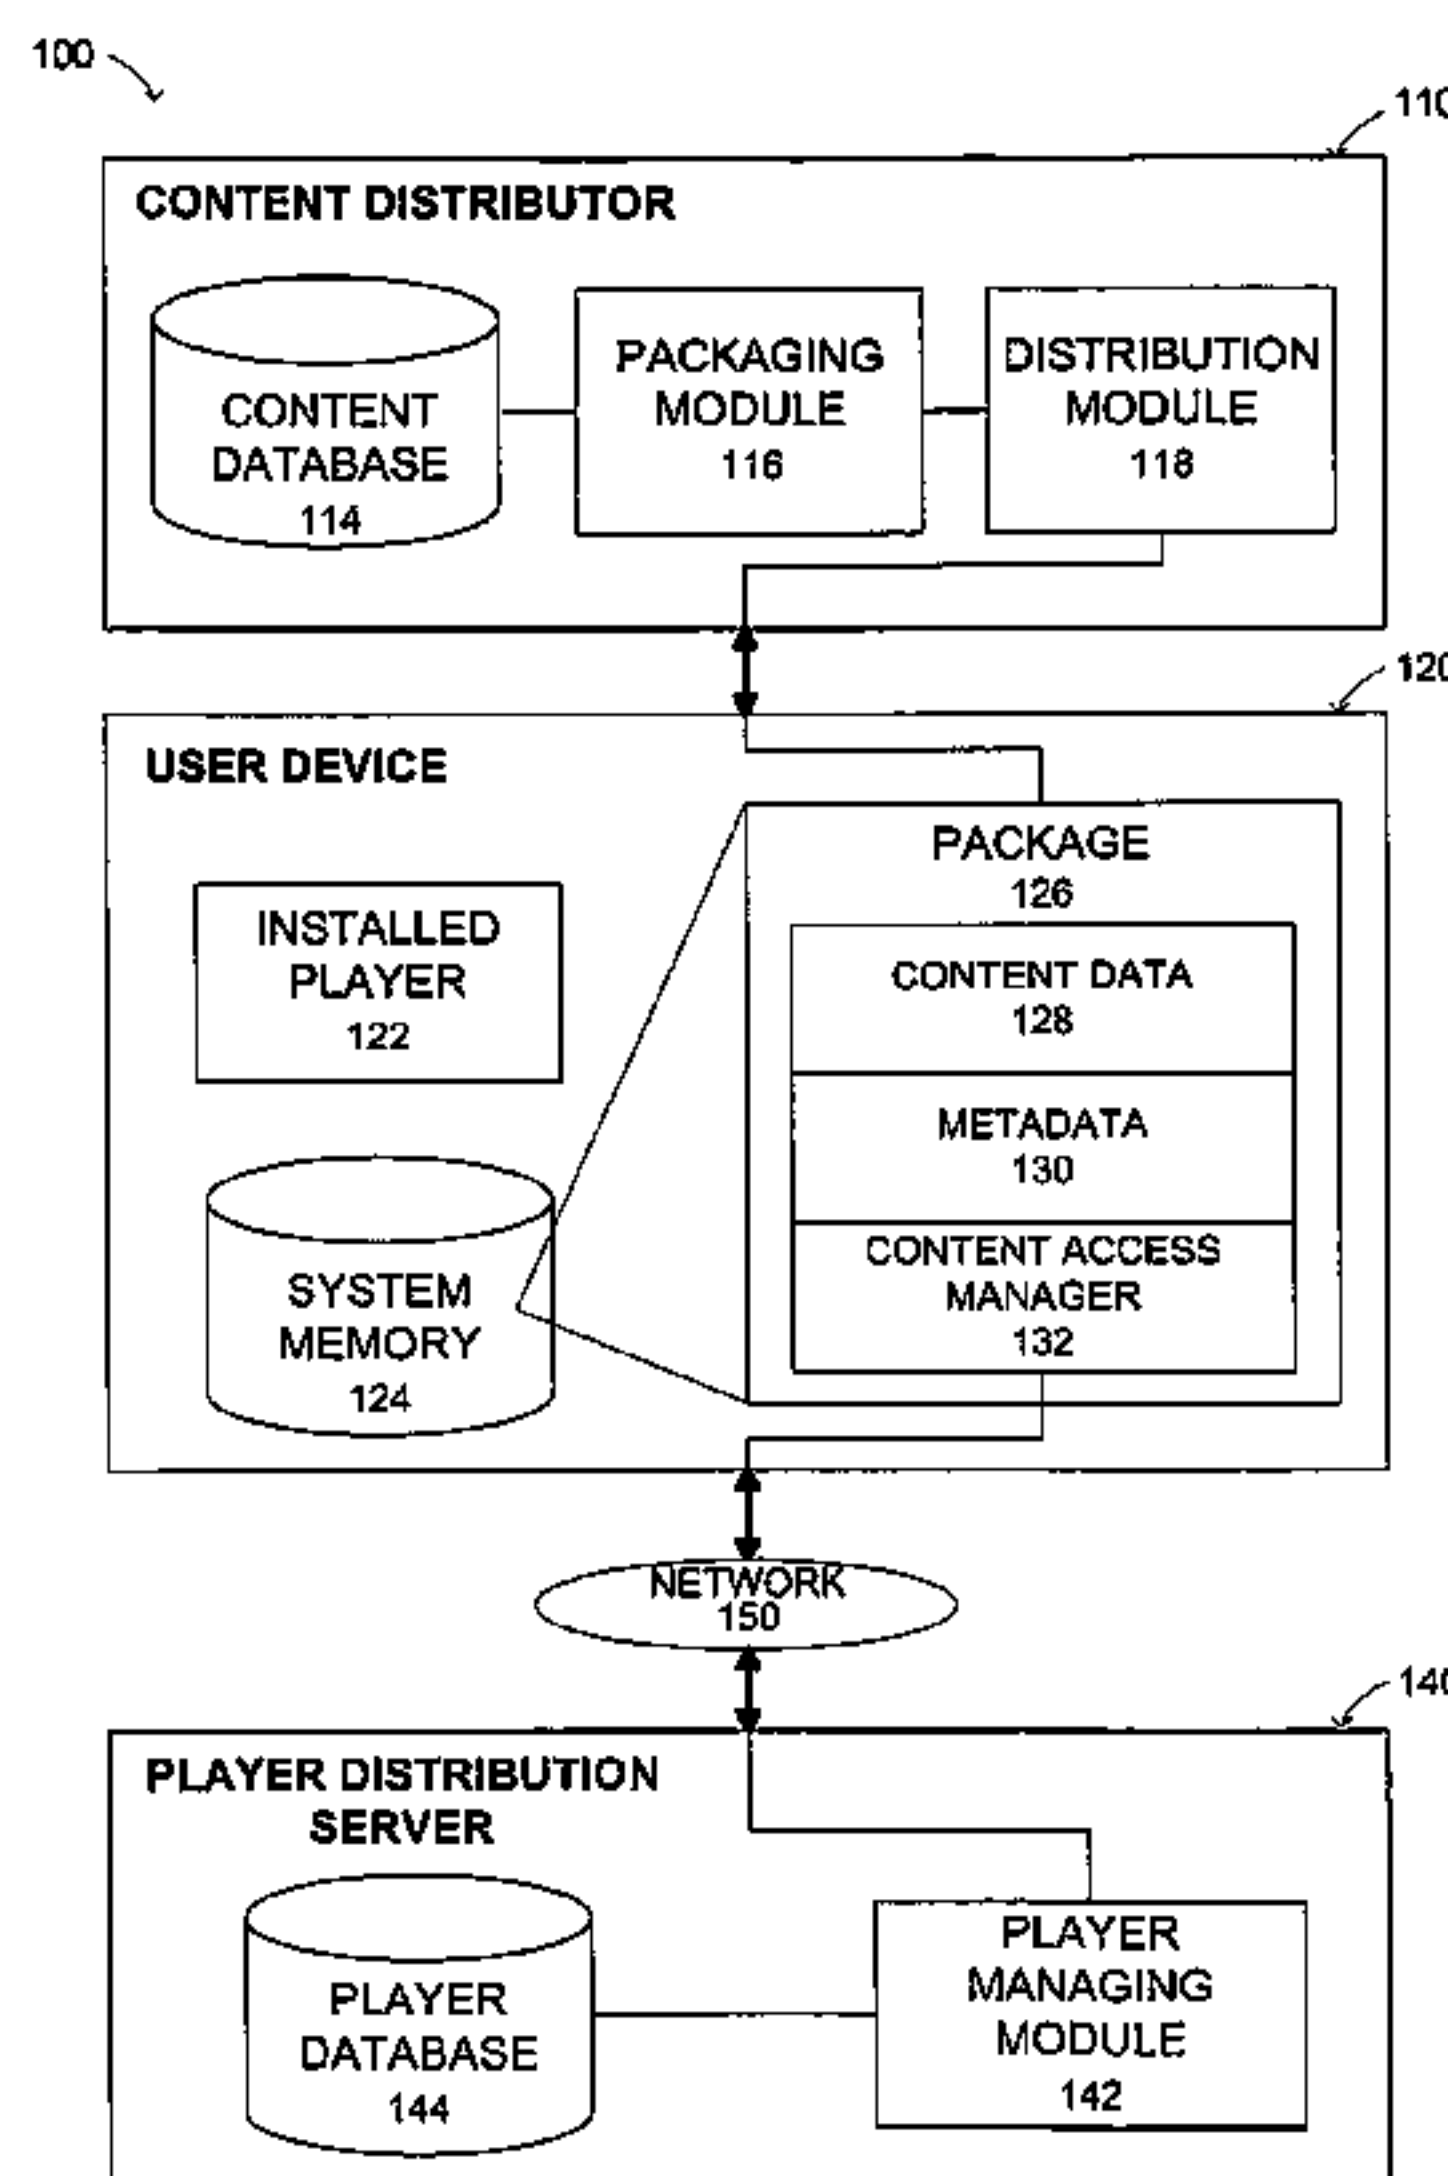 100
110
CONTENT DISTRIBUTOR
CONTENT
DATABASE
114
PACKAGING
MODULE
116
DISTRIBUTION
MODULE
118
120
USER DEVICE
INSTALLED
PLAYER
122
SYSTEM
MEMORY
124
PACKAGE
126
CONTENT DATA
128
METADATA
130
CONTENT ACCESS
MANAGER
132
NETWORK
150
140
PLAYER DISTRIBUTION
SERVER
PLAYER
DATABASE
144
PLAYER
MANAGING
MODULE
142